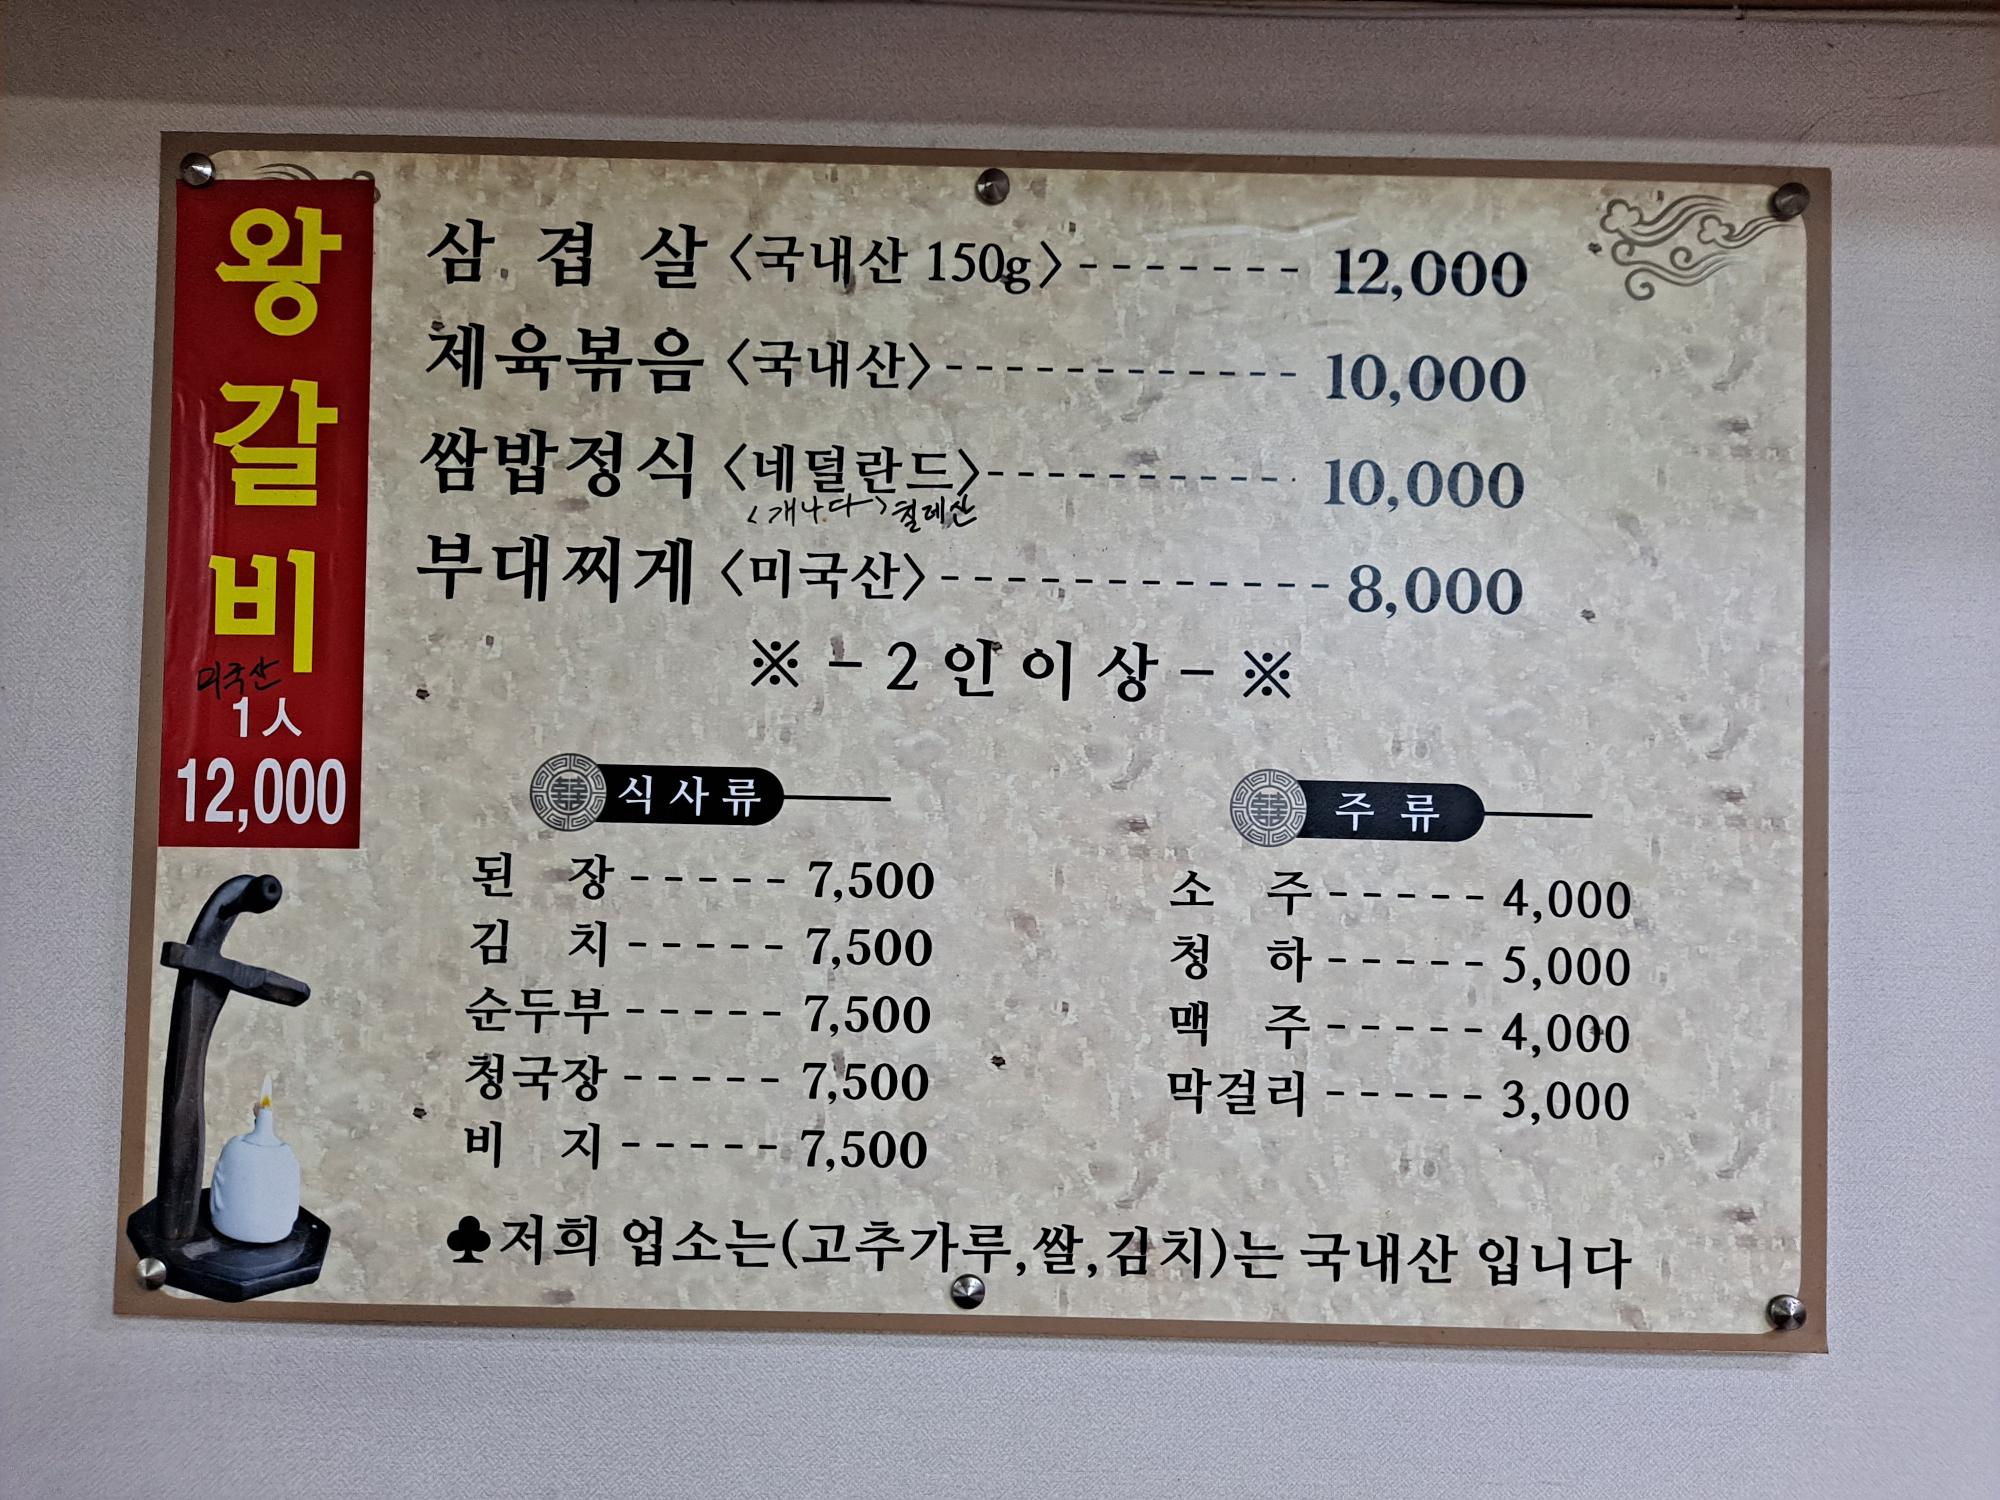 왕갈비
미국산
1人
12,000
삼 겹 살 〈국내산 150g〉------- 12,000
체육볶음 〈국내산〉------------ 10,000
쌈밥정식 〈네덜란드〉---------- 10,000
<개나다> 칠레산
부대찌게 〈미국산〉------------ 8,000
※ - 2인이상 - ※
식사류
된 장 ----- 7,500
김 치 ----- 7,500
순두부 ----- 7,500
청국장 ----- 7,500
비 지 ----- 7,500
주 류
소 주 ----- 4,000
청 하 ----- 5,000
맥 주 ----- 4,000
막걸리 ----- 3,000
♣저희 업소는(고추가루,쌀,김치)는 국내산 입니다